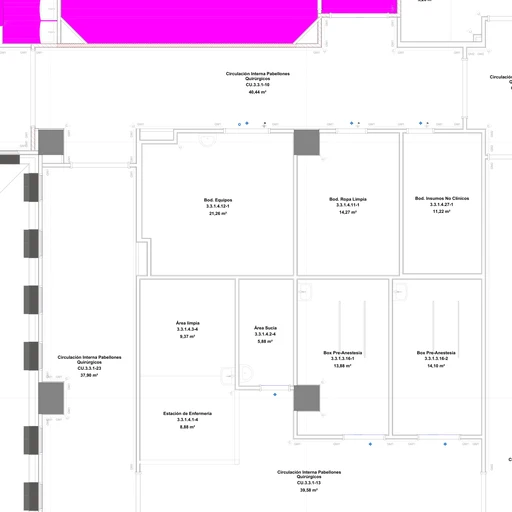 Circulación Interna Pabellones
Quirúrgicos
CU.3.3.1-10
40,44 m²
Bod. Equipos
3.3.1.4.12-1
21,26 m²
Bod. Ropa Limpia
3.3.1.4.11-1
14,27 m²
Bod. Insumos No Clínicos
3.3.1.4.27-1
11,22 m²
Área limpia
3.3.1.4.3-4
9,37 m²
Área Sucia
3.3.1.4.2-4
5,88 m²
Box Pre-Anestesia
3.3.1.3.16-1
13,88 m²
Box Pre-Anestesia
3.3.1.3.16-2
14,10 m²
Circulación Interna Pabellones
Quirúrgicos
CU.3.3.1-23
37,90 m²
Estación de Enfermería
3.3.1.4.1-4
8,88 m²
Circulación Interna Pabellones
Quirúrgicos
CU.3.3.1-13
39,58 m²